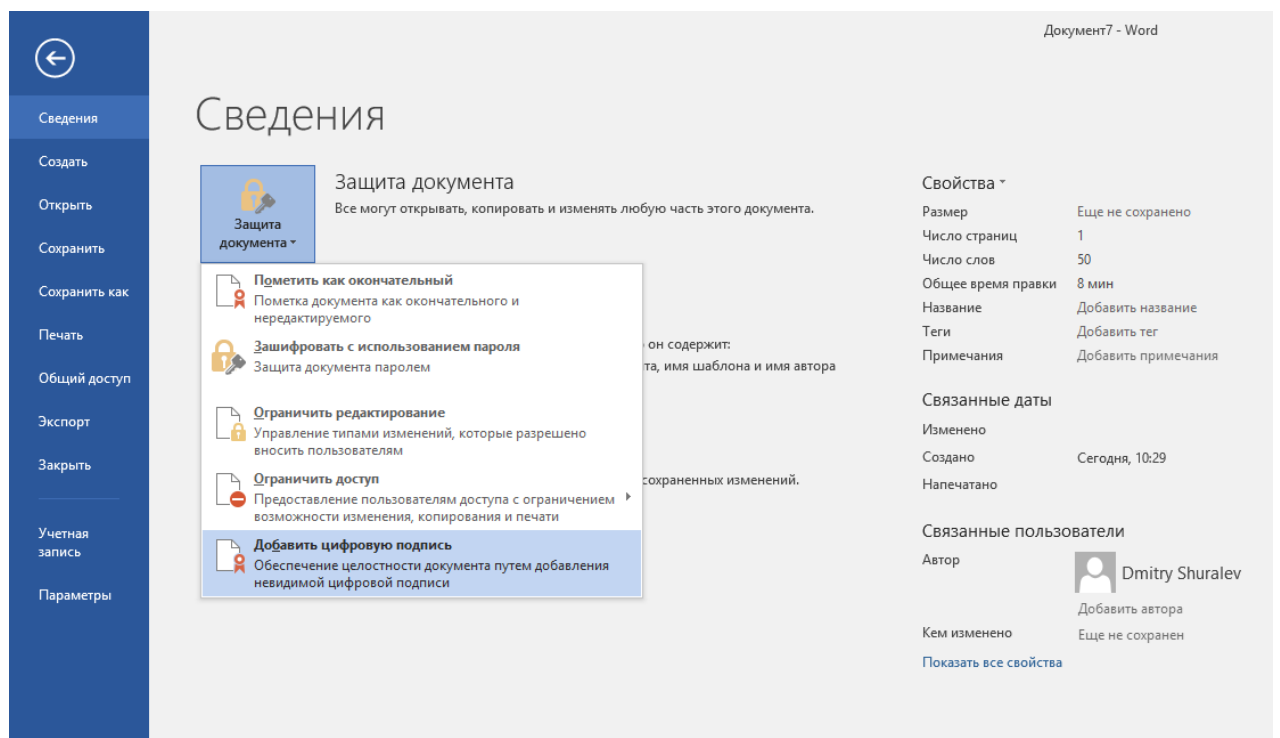 Документ7 - Word
Сведения
Создать
Открыть
Сохранить
Сохранить как
Печать
Общий доступ
Экспорт
Закрыть
Учетная
запись
Параметры
Сведения
Защита
документа
Защита документа
Все могут открывать, копировать и изменять любую часть этого документа.
Пометить как окончательный
Пометка документа как окончательного и
нередактируемого
Зашифровать с использованием пароля
Защита документа паролем
Ограничить редактирование
Управление типами изменений, которые разрешено
вносить пользователям
Ограничить доступ
Предоставление пользователям доступа с ограничением
возможности изменения, копирования и печати
Добавить цифровую подпись
Обеспечение целостности документа путем добавления
невидимой цифровой подписи
он содержит:
имя шаблона и имя автора
сохраненных изменений.
Свойства
Размер Еще не сохранено
Число страниц 1
Число слов 50
Общее время правки 8 мин
Название Добавить название
Теги Добавить тег
Примечания Добавить примечания
Связанные даты
Изменено
Создано Сегодня, 10:29
Напечатано
Связанные пользователи
Автор Dmitry Shuralev
Добавить автора
Кем изменено Еще не сохранен
Показать все свойства